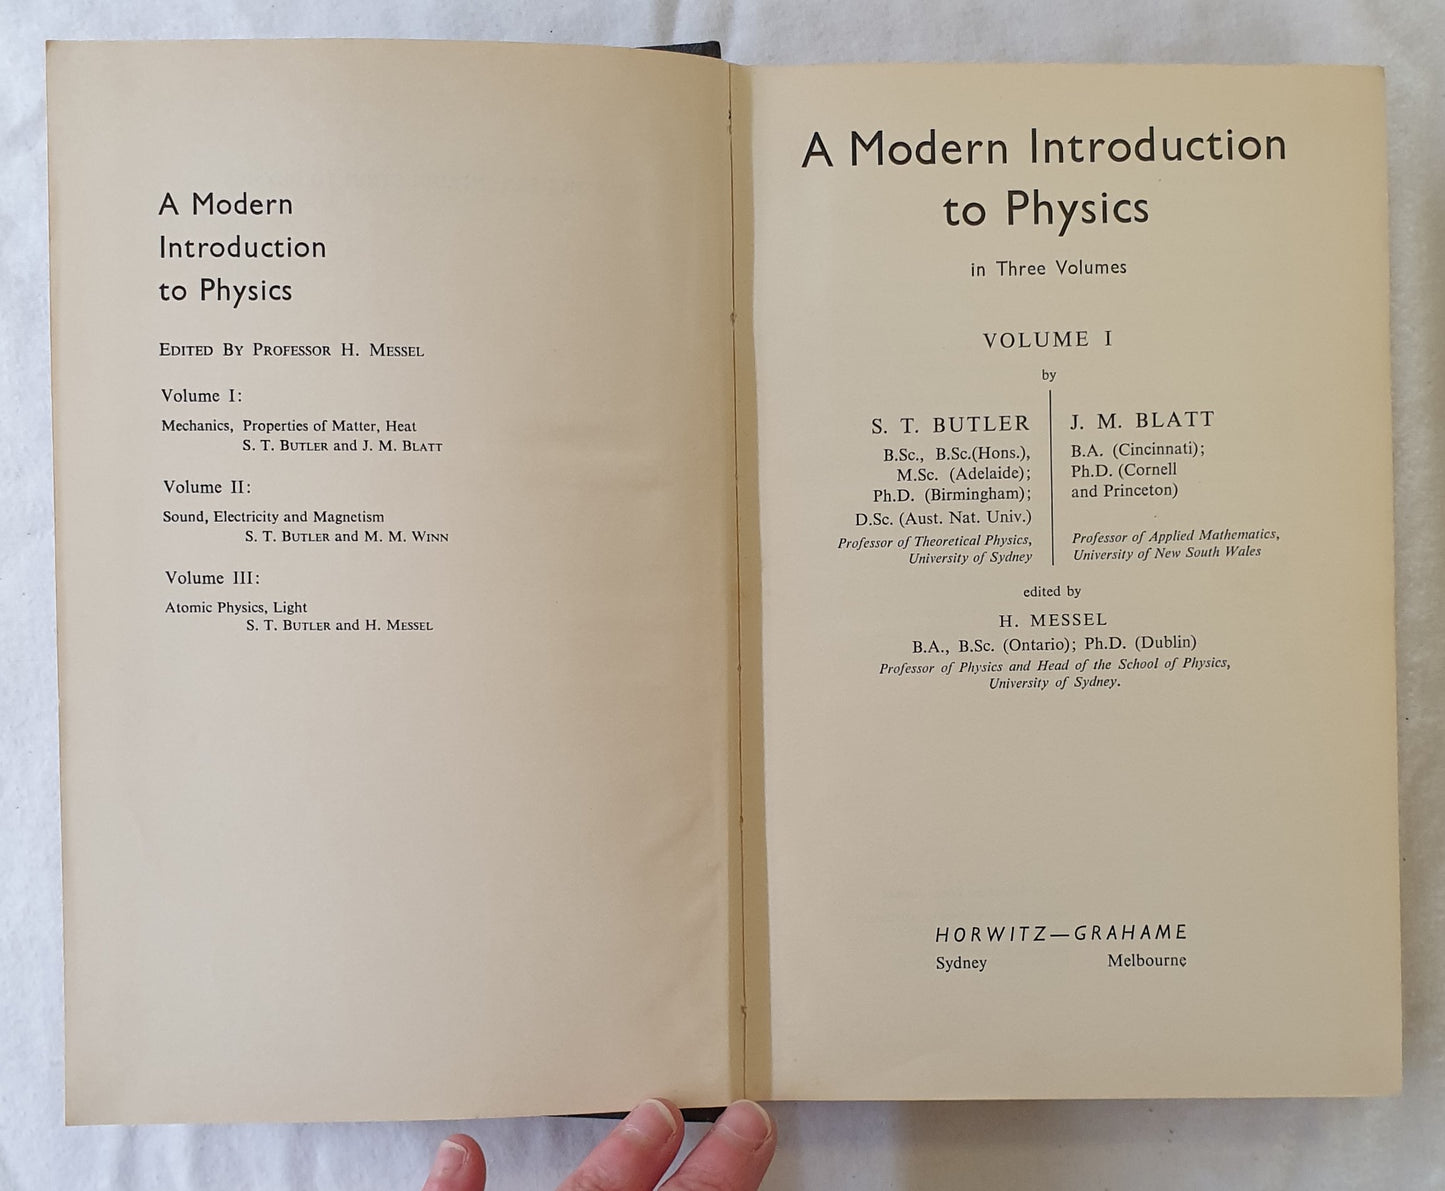 A Modern
Introduction
to Physics
EDITED BY PROFESSOR H. MESSEL
Volume I:
Mechanics, Properties of Matter, Heat
S. T. BUTLER and J. M. BLATT
Volume II:
Sound, Electricity and Magnetism
S. T. BUTLER and M. M. WINN
Volume III:
Atomic Physics, Light
S. T. BUTLER and H. MESSEL
A Modern Introduction
to Physics
in Three Volumes
VOLUME I
by
S. T. BUTLER
B.Sc., B.Sc.(Hons.),
M.Sc. (Adelaide);
Ph.D. (Birmingham);
D.Sc. (Aust. Nat. Univ.)
Professor of Theoretical Physics,
University of Sydney
J. M. BLATT
B.A. (Cincinnati);
Ph.D. (Cornell
and Princeton)
Professor of Applied Mathematics,
University of New South Wales
edited by
H. MESSEL
B.A., B.Sc. (Ontario); Ph.D. (Dublin)
Professor of Physics and Head of the School of Physics,
University of Sydney.
HORWITZ—GRAHAME
Sydney Melbourne